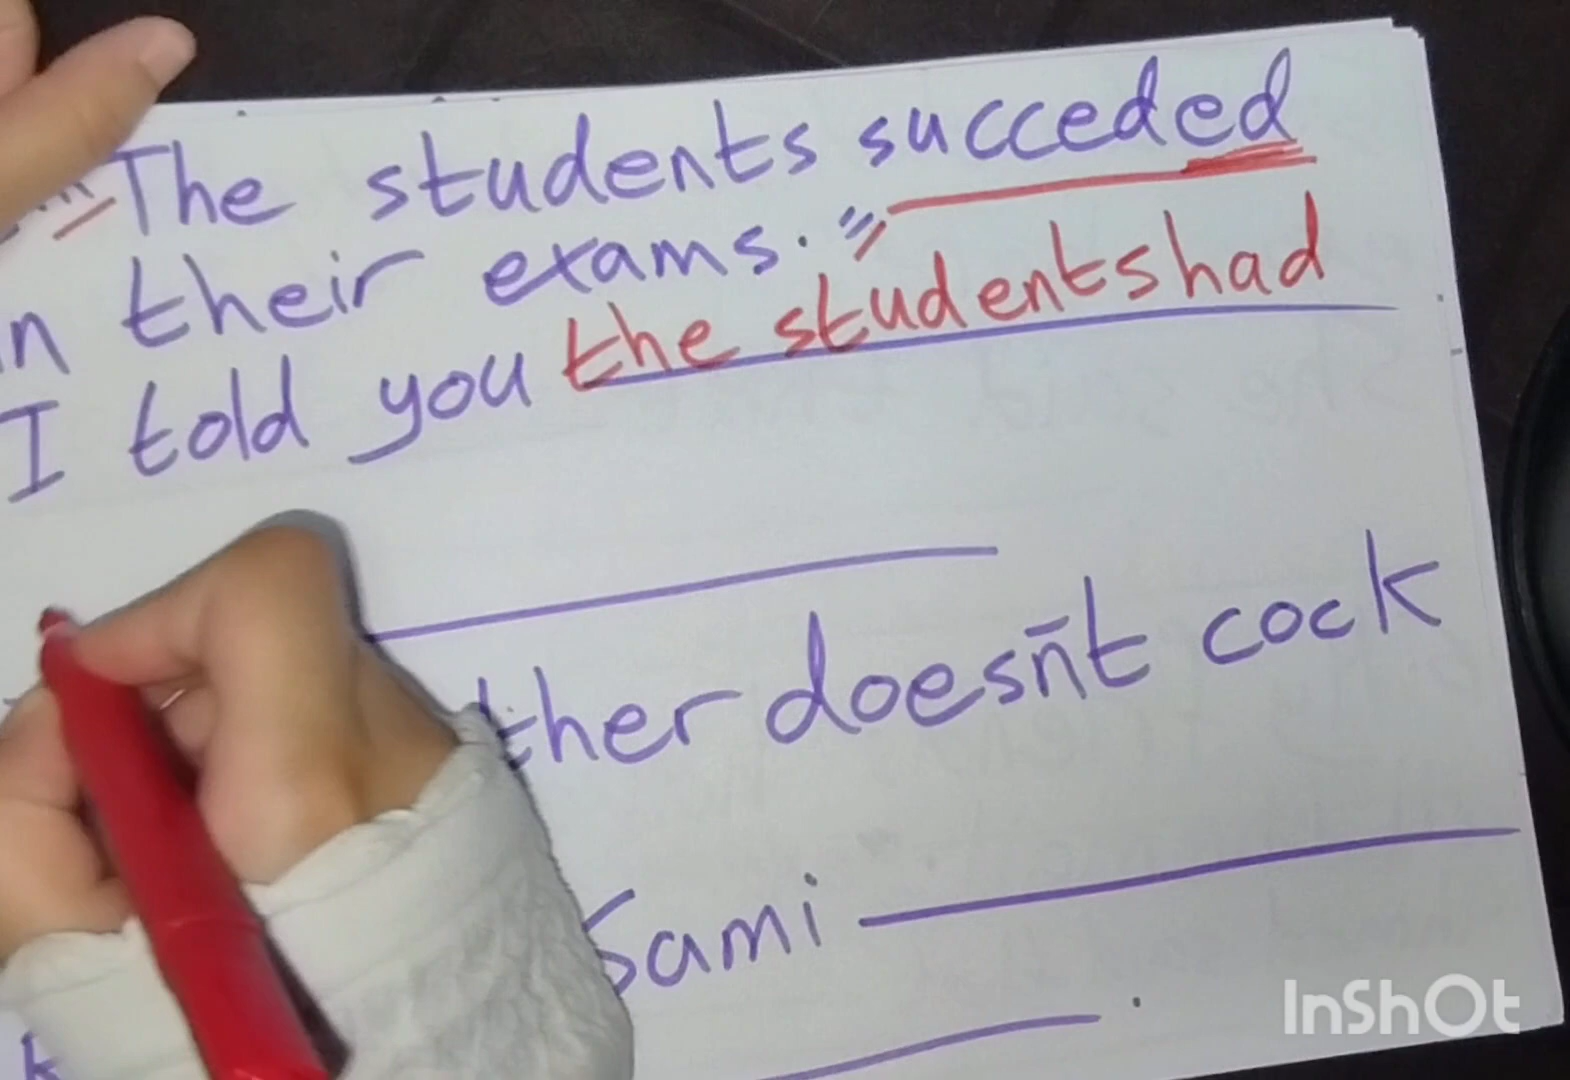 "The students succeded
in their exams."
I told you the students had
ther doesn't cock
Sami
InShOt